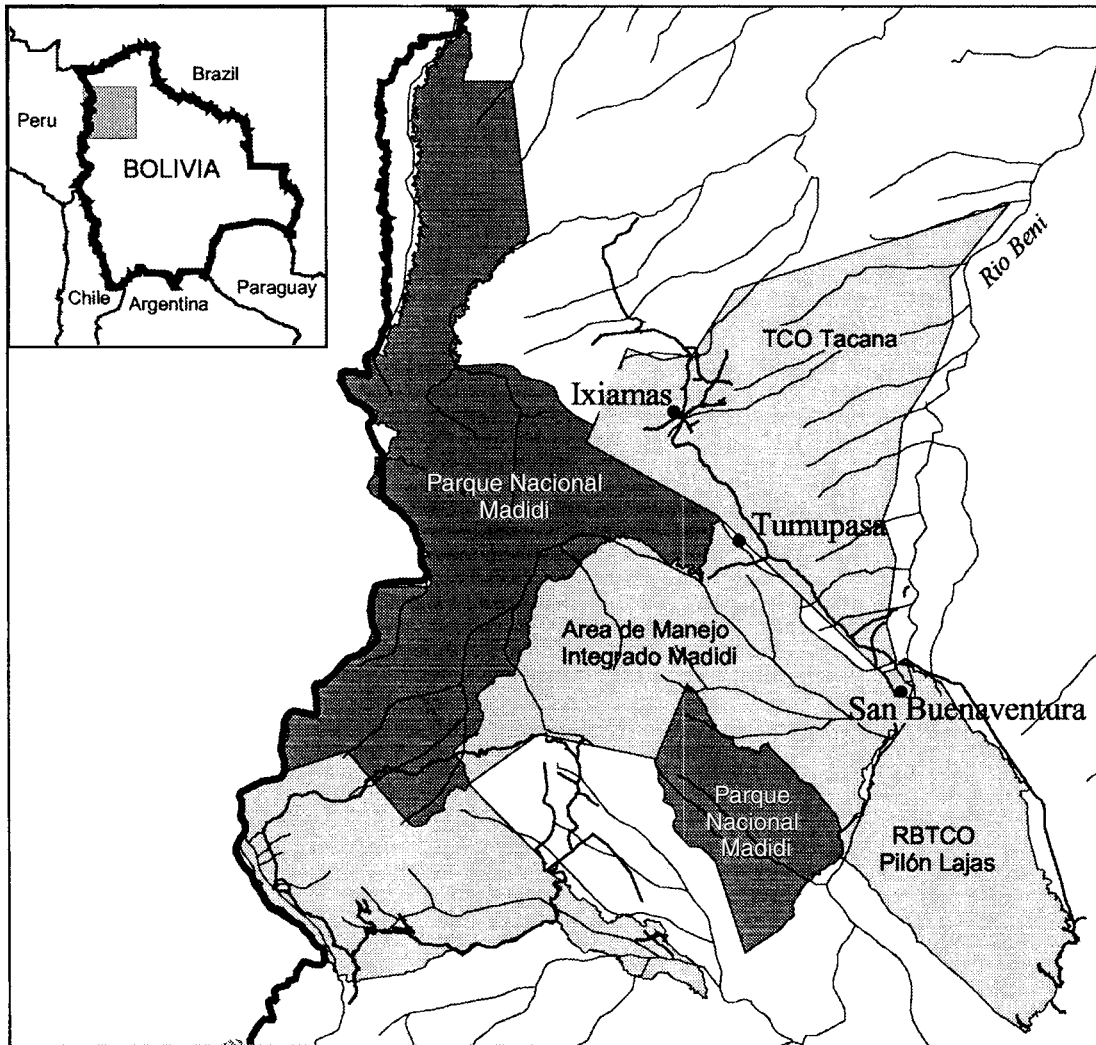 Brazil
Peru
BOLIVIA
Chile
Argentina
Paraguay
Rio Beni
TCO Tacana
Ixiamas
Parque Nacional
Madidi
Tumupasa
Area de Manejo
Integrado Madidi
San Buenaventura
Parque
Nacional
Madidi
RBTCO
Pilón Lajas